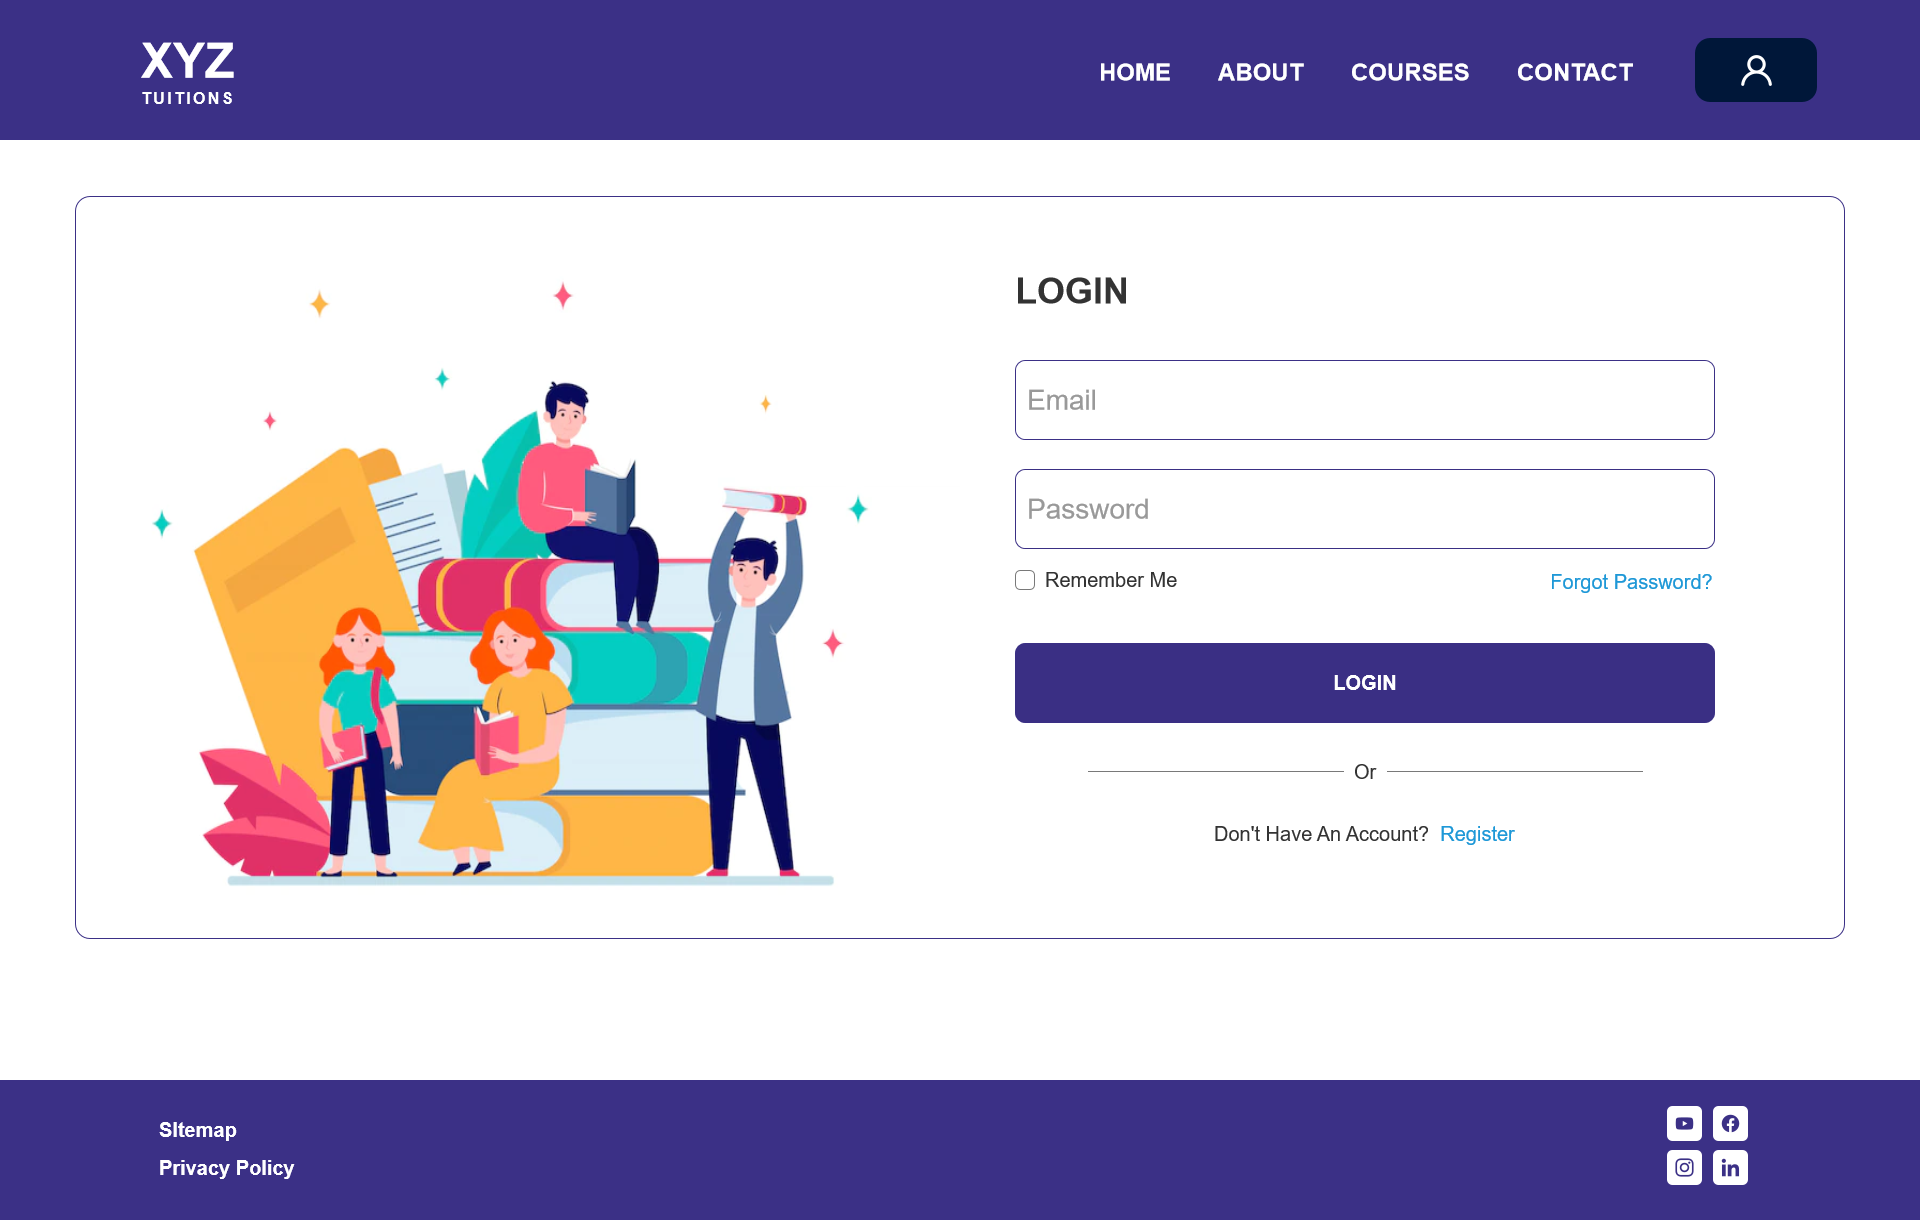 XYZ
TUITIONS
HOME ABOUT COURSES CONTACT
LOGIN
Email
Password
Remember Me Forgot Password?
LOGIN
Or
Don't Have An Account? Register
SItemap
Privacy Policy
in